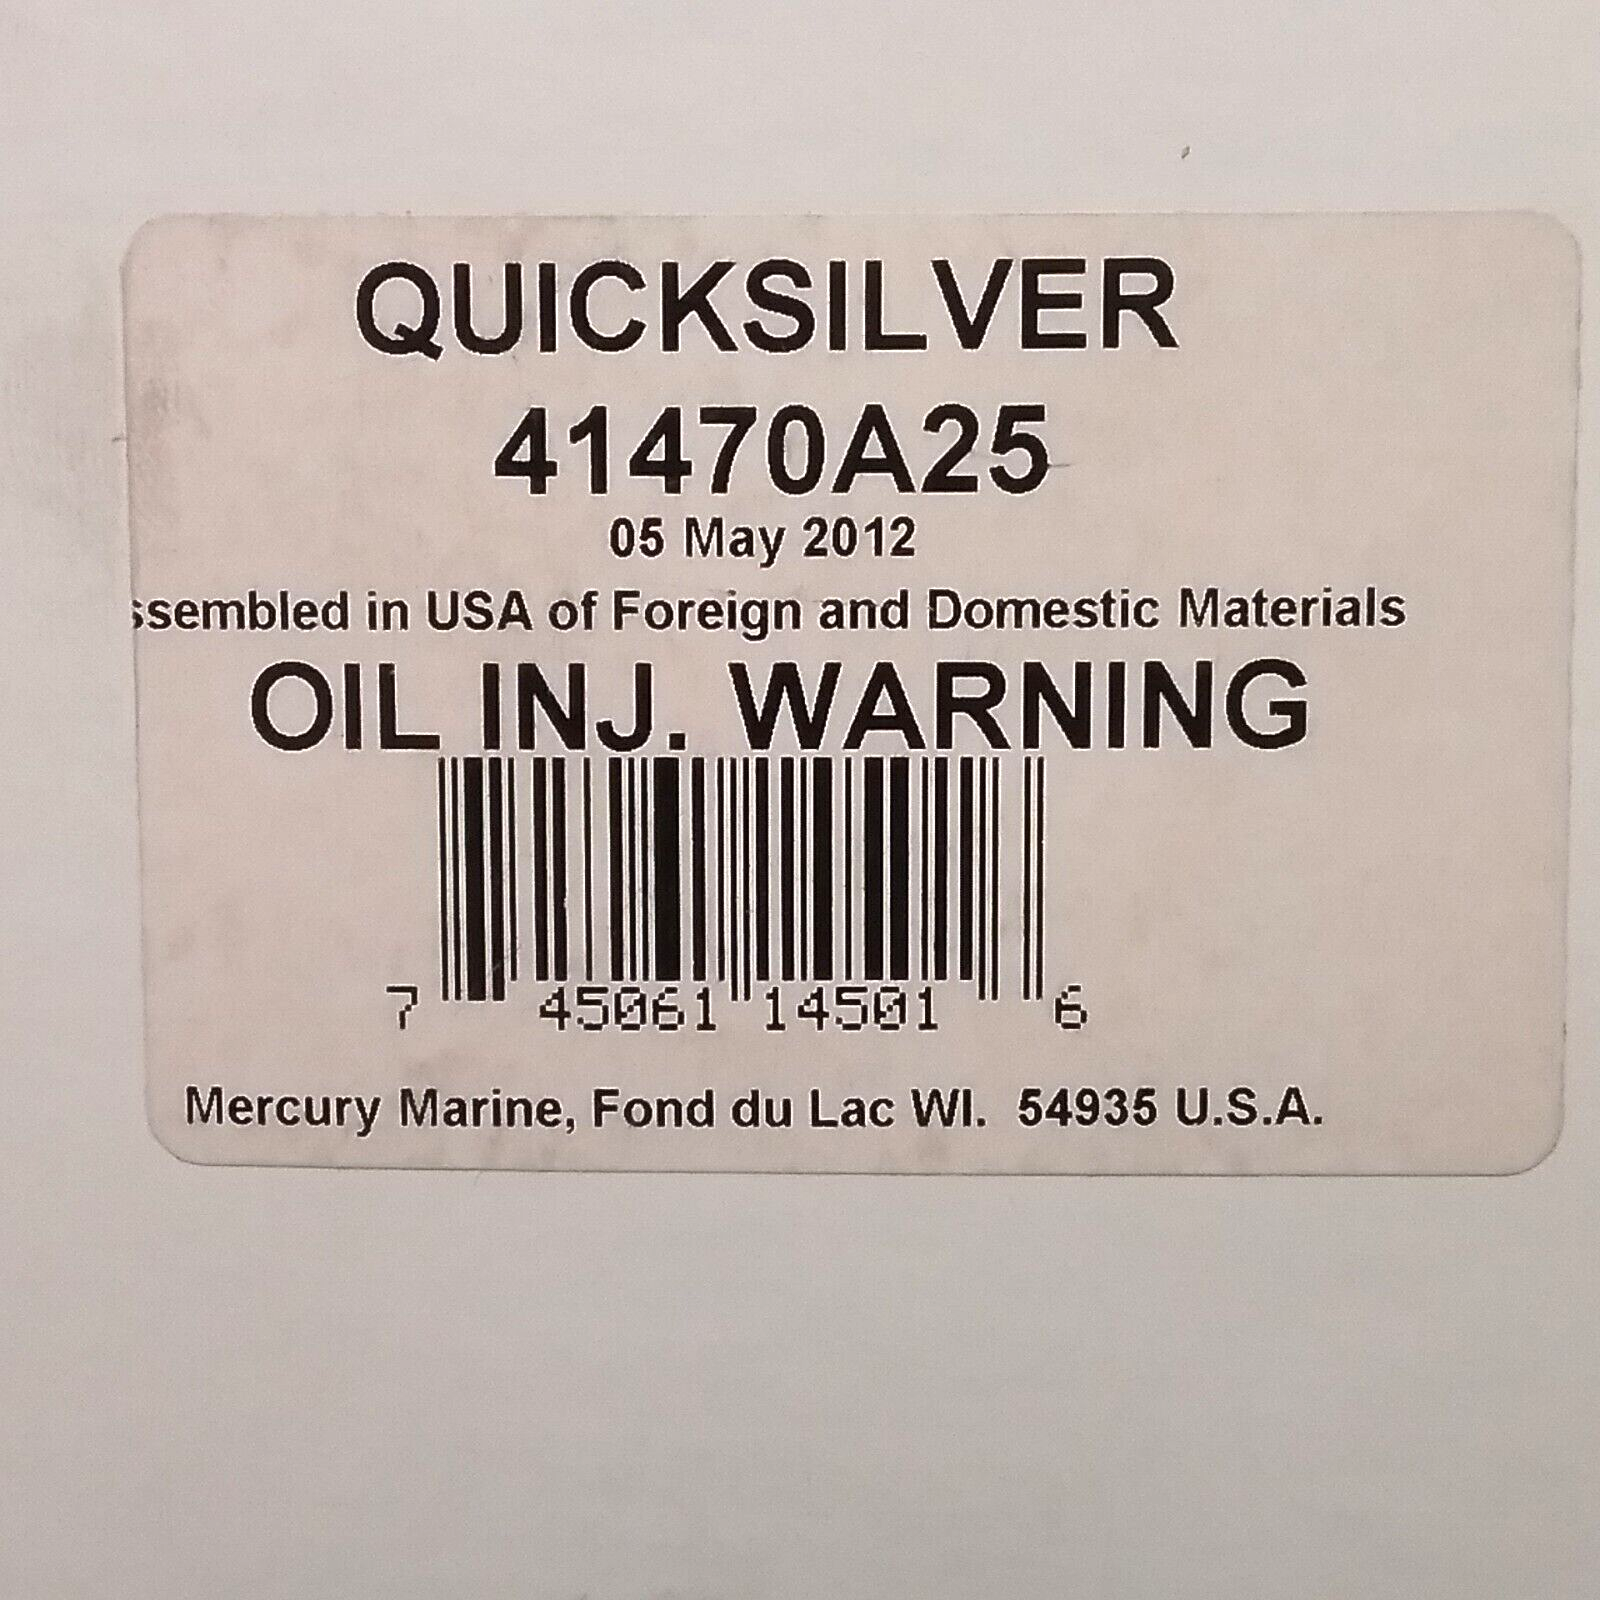 QUICKSILVER
41470A25
05 May 2012
ssembled in USA of Foreign and Domestic Materials
OIL INJ. WARNING
7 45061 14501 6
Mercury Marine, Fond du Lac WI. 54935 U.S.A.